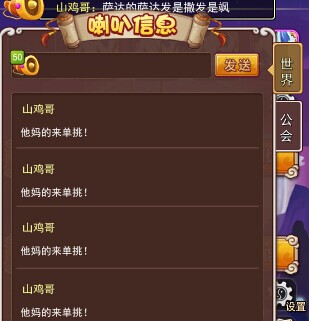 山鸡哥：萨达的萨达发是撒发是飒
喇叭信息
50
发送
世界
公会
山鸡哥
他妈的来单挑！
山鸡哥
他妈的来单挑！
山鸡哥
他妈的来单挑！
山鸡哥
他妈的来单挑！
设置